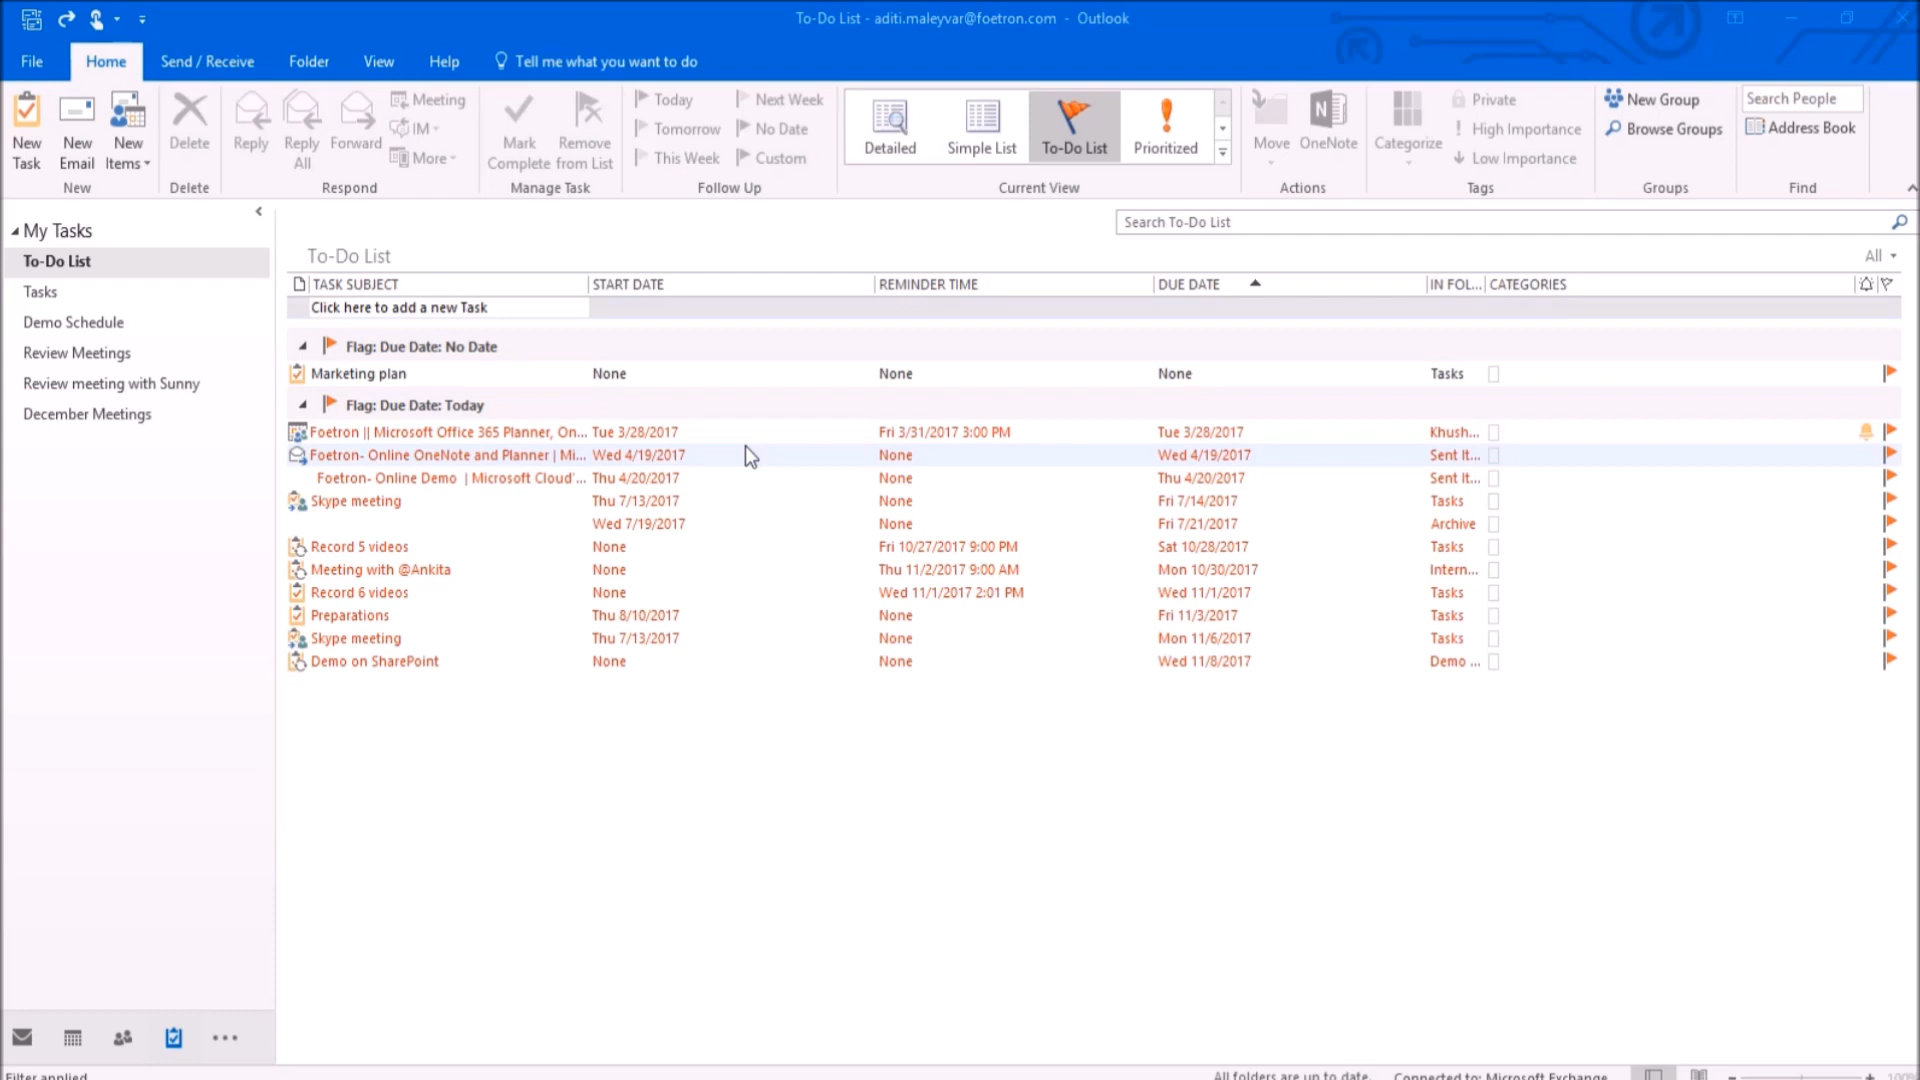 To-Do List - aditi.maleyvar@foetron.com - Outlook
File Home Send / Receive Folder View Help Tell me what you want to do
New Task
New Email
New Items
New
Delete
Delete
Reply
Reply All
Forward
Meeting
IM
More
Respond
Mark Complete
Remove from List
Manage Task
Today
Tomorrow
This Week
Next Week
No Date
Custom
Follow Up
Detailed
Simple List
To-Do List
Prioritized
Current View
Move
OneNote
Actions
Categorize
Private
High Importance
Low Importance
Tags
New Group
Browse Groups
Groups
Search People
Address Book
Find
My Tasks
To-Do List
Tasks
Demo Schedule
Review Meetings
Review meeting with Sunny
December Meetings
Search To-Do List
To-Do List All
TASK SUBJECT START DATE REMINDER TIME DUE DATE IN FOL... CATEGORIES
Click here to add a new Task
Flag: Due Date: No Date
Marketing plan None None None Tasks
Flag: Due Date: Today
Foetron || Microsoft Office 365 Planner, On... Tue 3/28/2017 Fri 3/31/2017 3:00 PM Tue 3/28/2017 Khush...
Foetron- Online OneNote and Planner | Mi... Wed 4/19/2017 None Wed 4/19/2017 Sent It...
Foetron- Online Demo | Microsoft Cloud'... Thu 4/20/2017 None Thu 4/20/2017 Sent It...
Skype meeting Thu 7/13/2017 None Fri 7/14/2017 Tasks
Wed 7/19/2017 None Fri 7/21/2017 Archive
Record 5 videos None Fri 10/27/2017 9:00 PM Sat 10/28/2017 Tasks
Meeting with @Ankita None Thu 11/2/2017 9:00 AM Mon 10/30/2017 Intern...
Record 6 videos None Wed 11/1/2017 2:01 PM Wed 11/1/2017 Tasks
Preparations Thu 8/10/2017 None Fri 11/3/2017 Tasks
Skype meeting Thu 7/13/2017 None Mon 11/6/2017 Tasks
Demo on SharePoint None None Wed 11/8/2017 Demo ...
Filter applied All folders are up to date. Connected to: Microsoft Exchange 100%